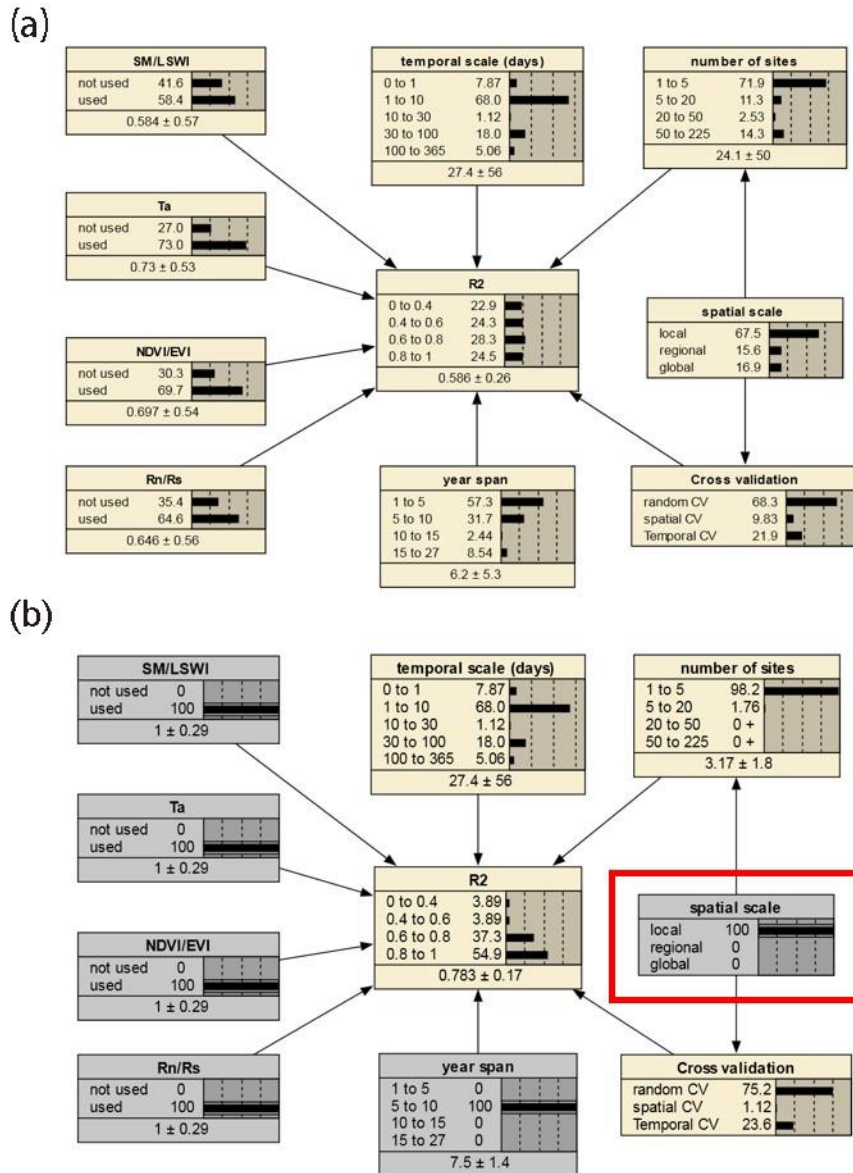 (a)
SM/LSWI
not used 41.6
used 58.4
0.584 ± 0.57
temporal scale (days)
0 to 1 7.87
1 to 10 68.0
10 to 30 1.12
30 to 100 18.0
100 to 365 5.06
27.4 ± 56
number of sites
1 to 5 71.9
5 to 20 11.3
20 to 50 2.53
50 to 225 14.3
24.1 ± 50
Ta
not used 27.0
used 73.0
0.73 ± 0.53
R2
0 to 0.4 22.9
0.4 to 0.6 24.3
0.6 to 0.8 28.3
0.8 to 1 24.5
0.586 ± 0.26
spatial scale
local 67.5
regional 15.6
global 16.9
NDVI/EVI
not used 30.3
used 69.7
0.697 ± 0.54
Rn/Rs
not used 35.4
used 64.6
0.646 ± 0.56
year span
1 to 5 57.3
5 to 10 31.7
10 to 15 2.44
15 to 27 8.54
6.2 ± 5.3
Cross validation
random CV 68.3
spatial CV 9.83
Temporal CV 21.9
(b)
SM/LSWI
not used 0
used 100
1 ± 0.29
temporal scale (days)
0 to 1 7.87
1 to 10 68.0
10 to 30 1.12
30 to 100 18.0
100 to 365 5.06
27.4 ± 56
number of sites
1 to 5 98.2
5 to 20 1.76
20 to 50 0 +
50 to 225 0 +
3.17 ± 1.8
Ta
not used 0
used 100
1 ± 0.29
R2
0 to 0.4 3.89
0.4 to 0.6 3.89
0.6 to 0.8 37.3
0.8 to 1 54.9
0.783 ± 0.17
spatial scale
local 100
regional 0
global 0
NDVI/EVI
not used 0
used 100
1 ± 0.29
Rn/Rs
not used 0
used 100
1 ± 0.29
year span
1 to 5 0
5 to 10 100
10 to 15 0
15 to 27 0
7.5 ± 1.4
Cross validation
random CV 75.2
spatial CV 1.12
Temporal CV 23.6